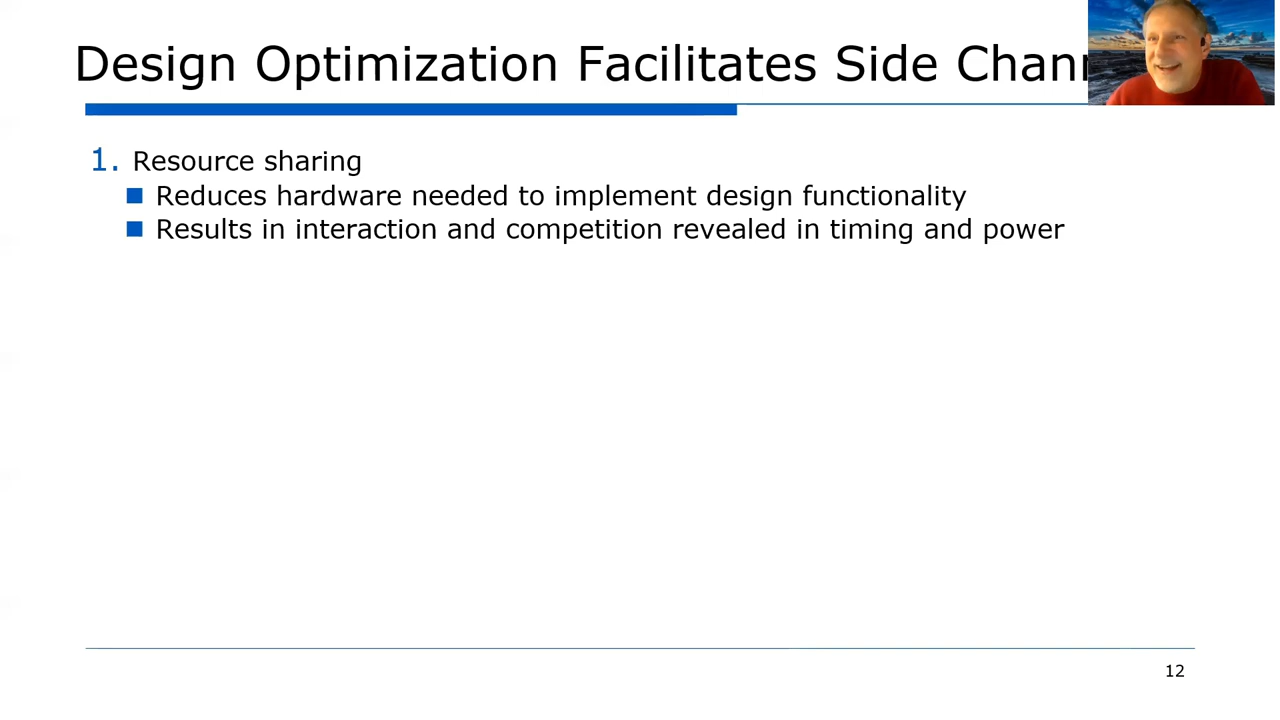 Design Optimization Facilitates Side
1. Resource sharing
Reduces hardware needed to implement design functionality
Results in interaction and competition revealed in timing and power
12